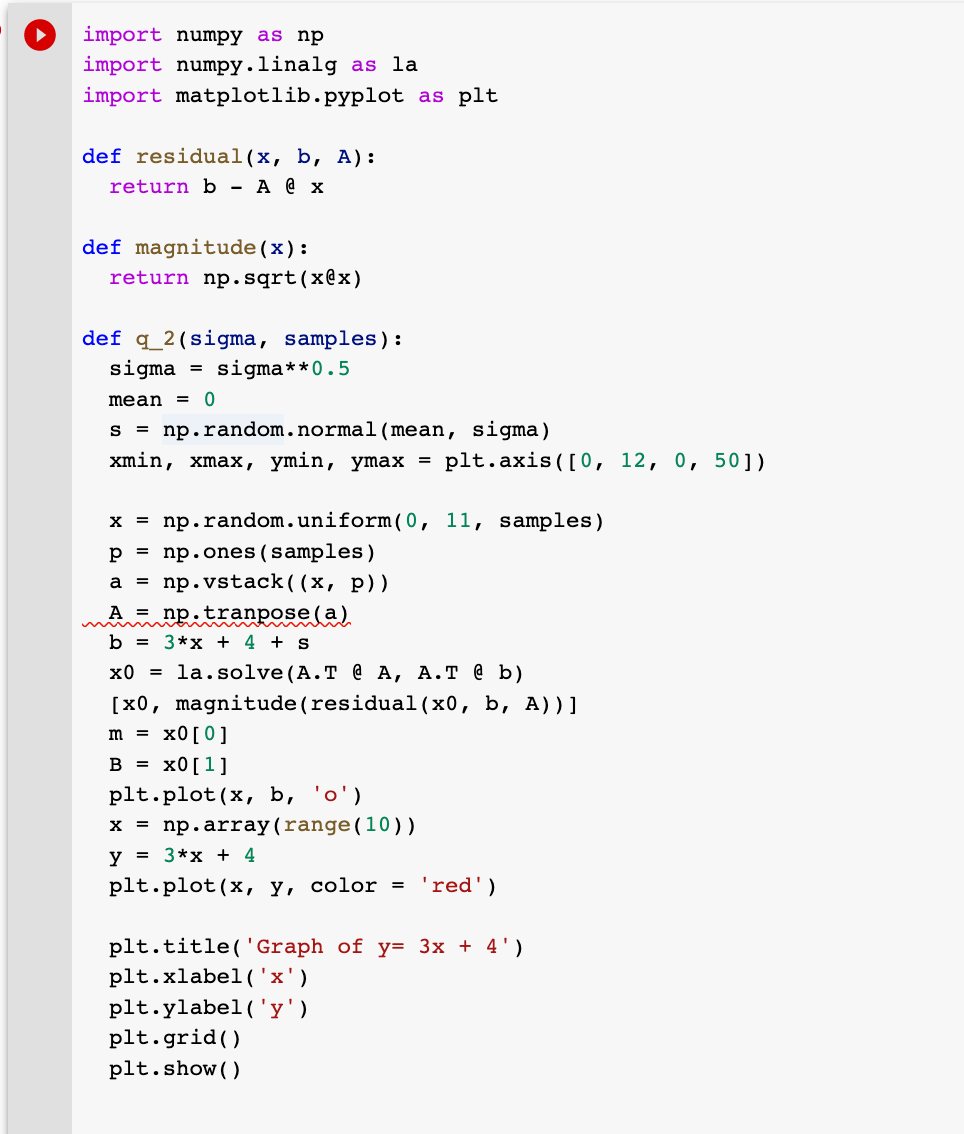 import numpy as np
import numpy.linalg as la
import matplotlib.pyplot as plt

def residual(x, b, A):
  return b - A @ x

def magnitude(x):
  return np.sqrt(x@x)

def q_2(sigma, samples):
  sigma = sigma**0.5
  mean = 0
  s = np.random.normal(mean, sigma)
  xmin, xmax, ymin, ymax = plt.axis([0, 12, 0, 50])

  x = np.random.uniform(0, 11, samples)
  p = np.ones(samples)
  a = np.vstack((x, p))
  A = np.tranpose(a)
  b = 3*x + 4 + s
  x0 = la.solve(A.T @ A, A.T @ b)
  [x0, magnitude(residual(x0, b, A))]
  m = x0[0]
  B = x0[1]
  plt.plot(x, b, 'o')
  x = np.array(range(10))
  y = 3*x + 4
  plt.plot(x, y, color = 'red')

  plt.title('Graph of y= 3x + 4')
  plt.xlabel('x')
  plt.ylabel('y')
  plt.grid()
  plt.show()